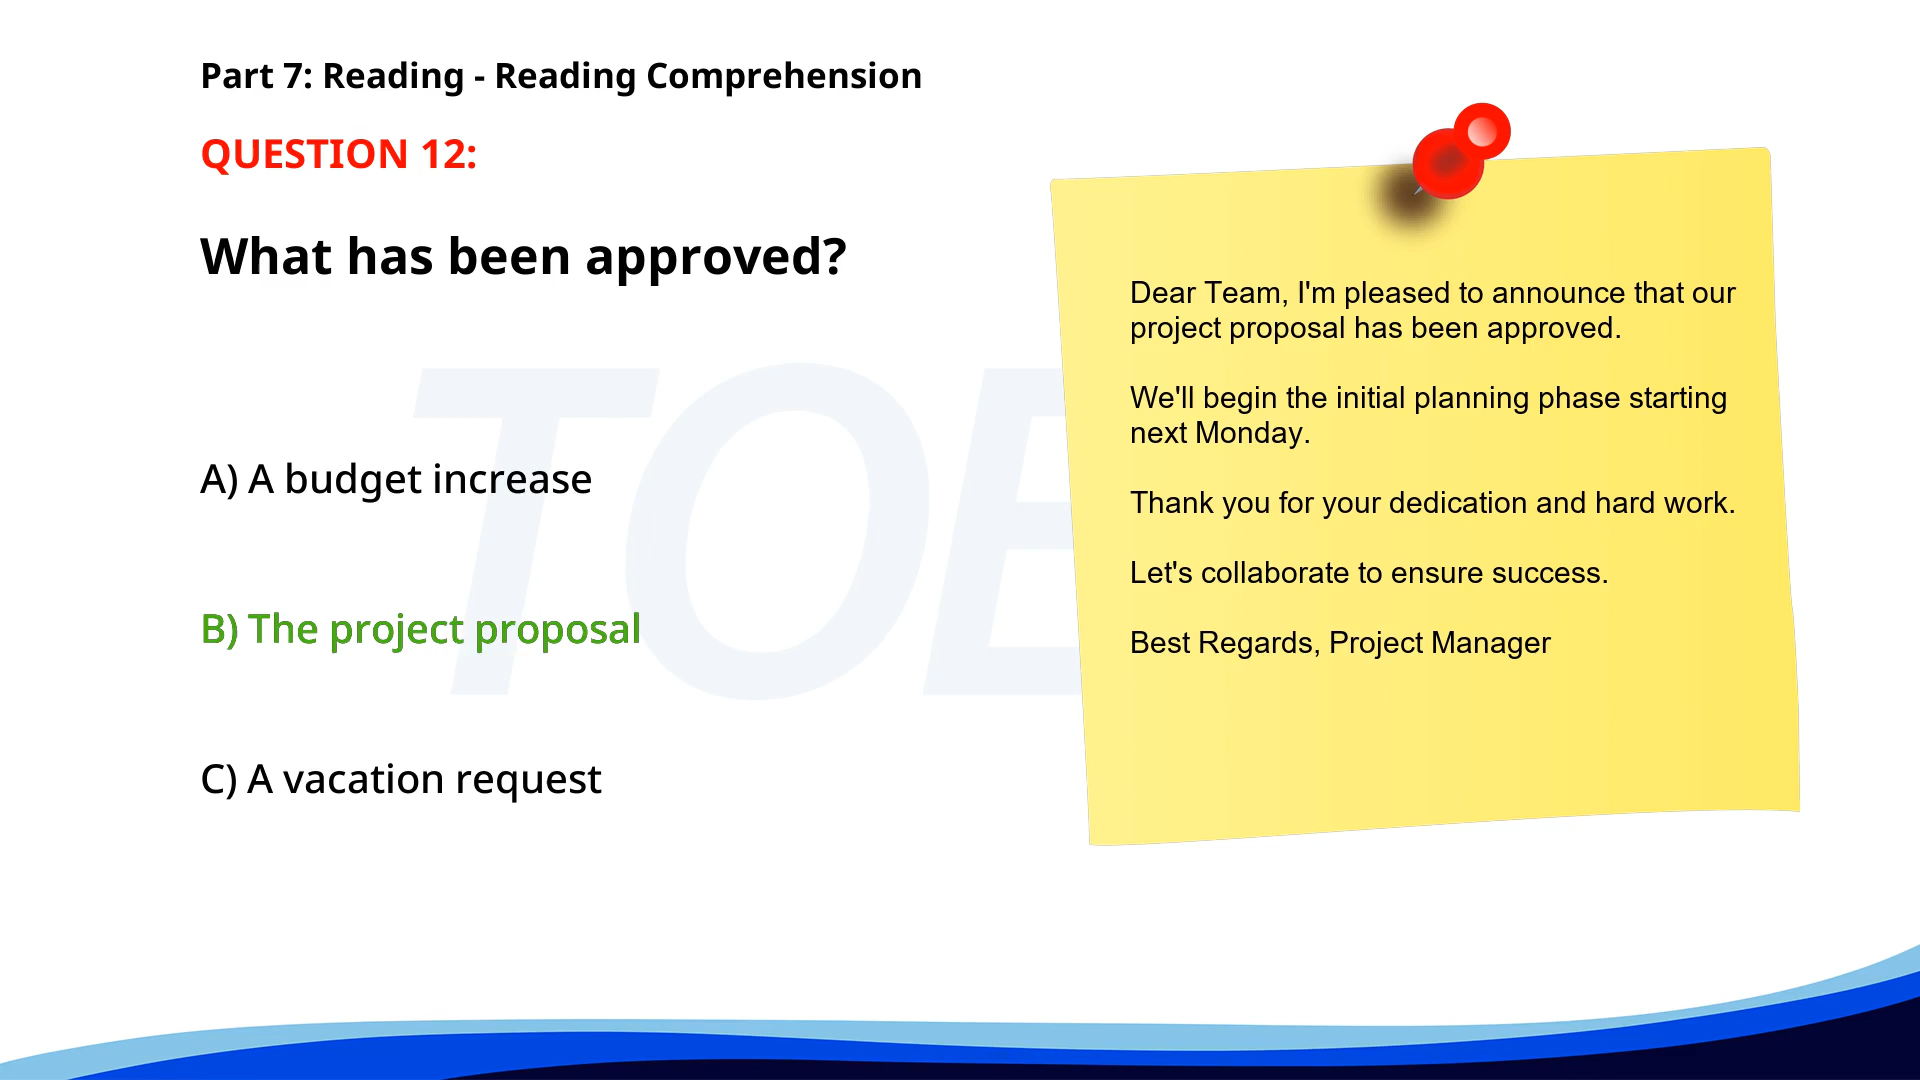 Part 7: Reading - Reading Comprehension
QUESTION 12:
What has been approved?
A) A budget increase
B) The project proposal
C) A vacation request
Dear Team, I'm pleased to announce that our
project proposal has been approved.
We'll begin the initial planning phase starting
next Monday.
Thank you for your dedication and hard work.
Let's collaborate to ensure success.
Best Regards, Project Manager